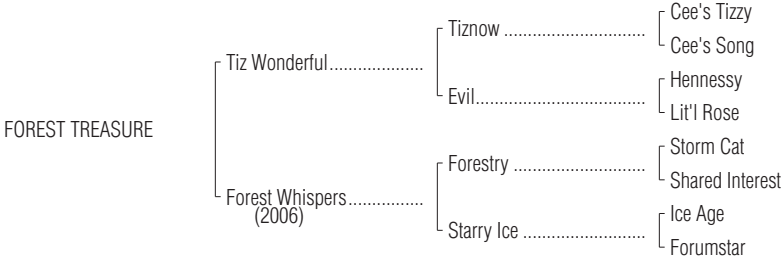 Cee's Tizzy
Tiznow ..............................
Cee's Song
Tiz Wonderful....................
Hennessy
Evil....................................
Lit'l Rose
FOREST TREASURE
Storm Cat
Forestry ............................
Shared Interest
Forest Whispers................
(2006)
Ice Age
Starry Ice ..........................
Forumstar